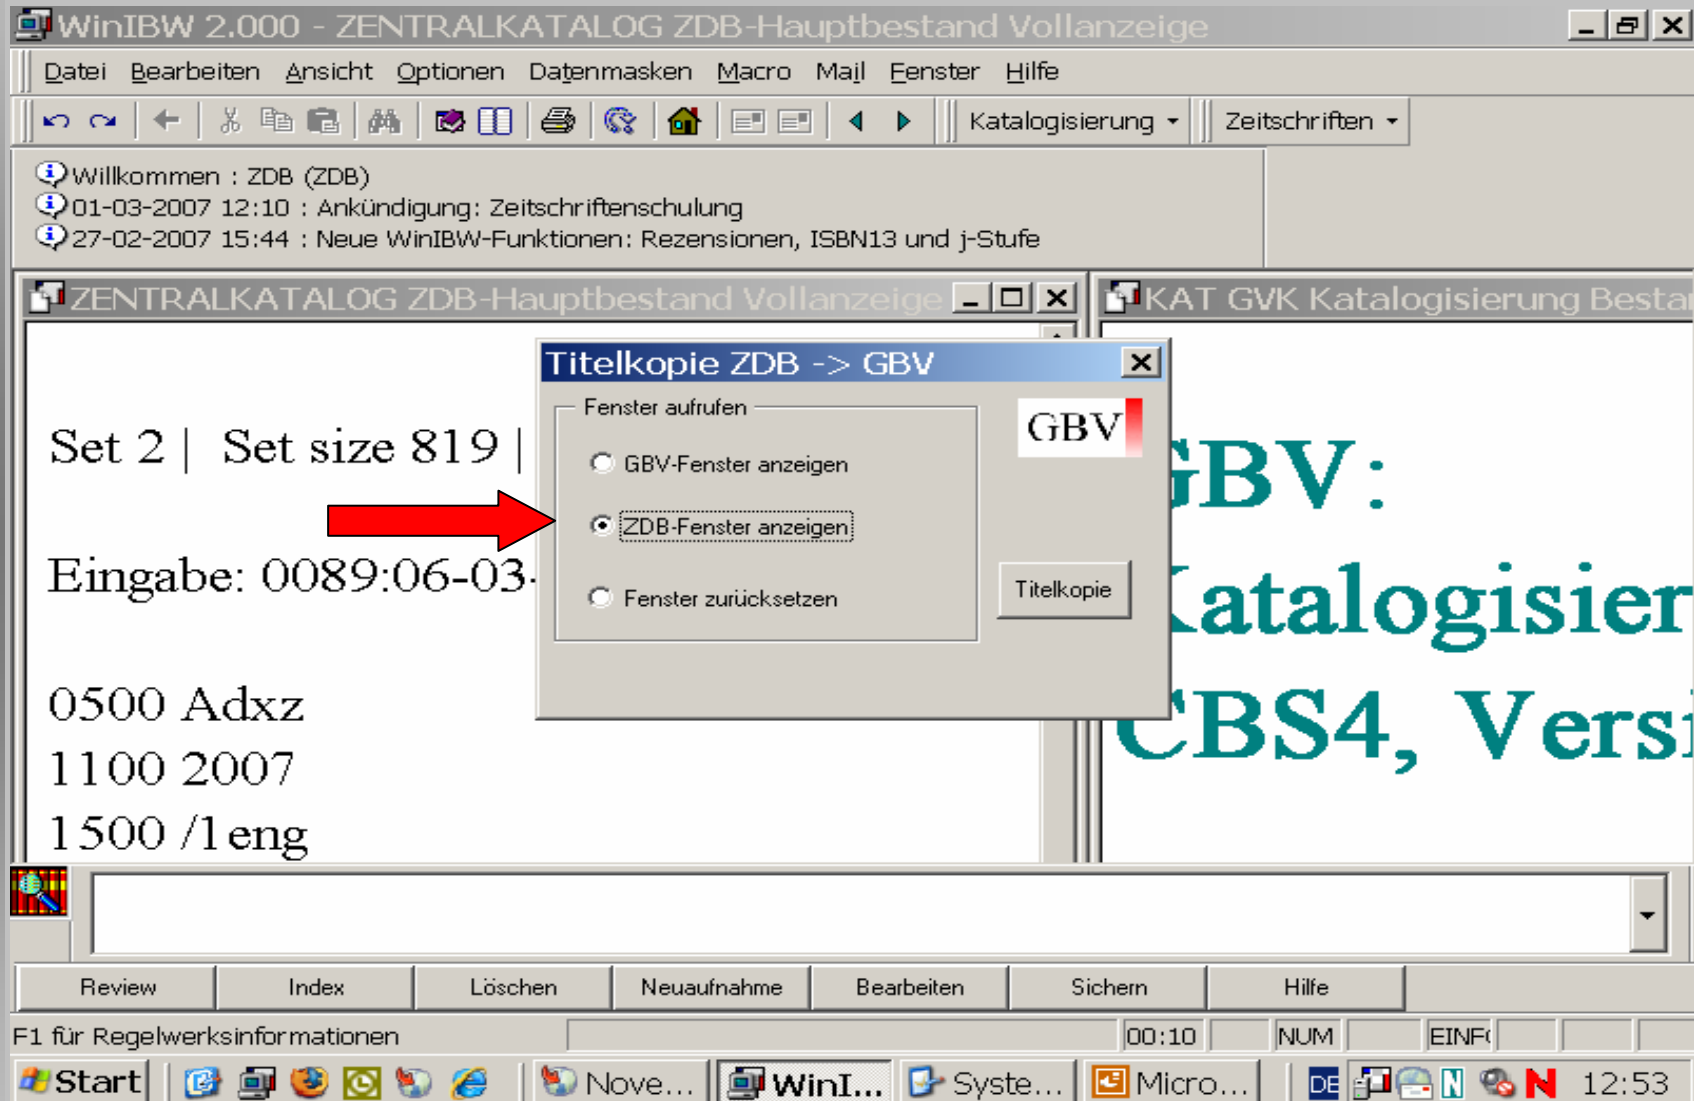 WinIBW 2.000 - ZENTRALKATALOG ZDB-Hauptbestand Vollanzeige
Datei Bearbeiten Ansicht Optionen Datenmasken Macro Mail Fenster Hilfe
Katalogisierung Zeitschriften
Willkommen : ZDB (ZDB)
01-03-2007 12:10 : Ankündigung: Zeitschriftenschulung
27-02-2007 15:44 : Neue WinIBW-Funktionen: Rezensionen, ISBN13 und j-Stufe
ZENTRALKATALOG ZDB-Hauptbestand Vollanzeige
KAT GVK Katalogisierung Besta
Titelkopie ZDB -> GBV
Fenster aufrufen
GBV
GBV-Fenster anzeigen
ZDB-Fenster anzeigen
Fenster zurücksetzen
Titelkopie
Set 2 | Set size 819 |
Eingabe: 0089:06-03-
0500 Adxz
1100 2007
1500 /1eng
GBV:
Katalogisier
CBS4, Versi
Review Index Löschen Neuaufnahme Bearbeiten Sichern Hilfe
F1 für Regelwerksinformationen 00:10 NUM EINF
Start Nove... WinI... Syste... Micro... DE N N 12:53